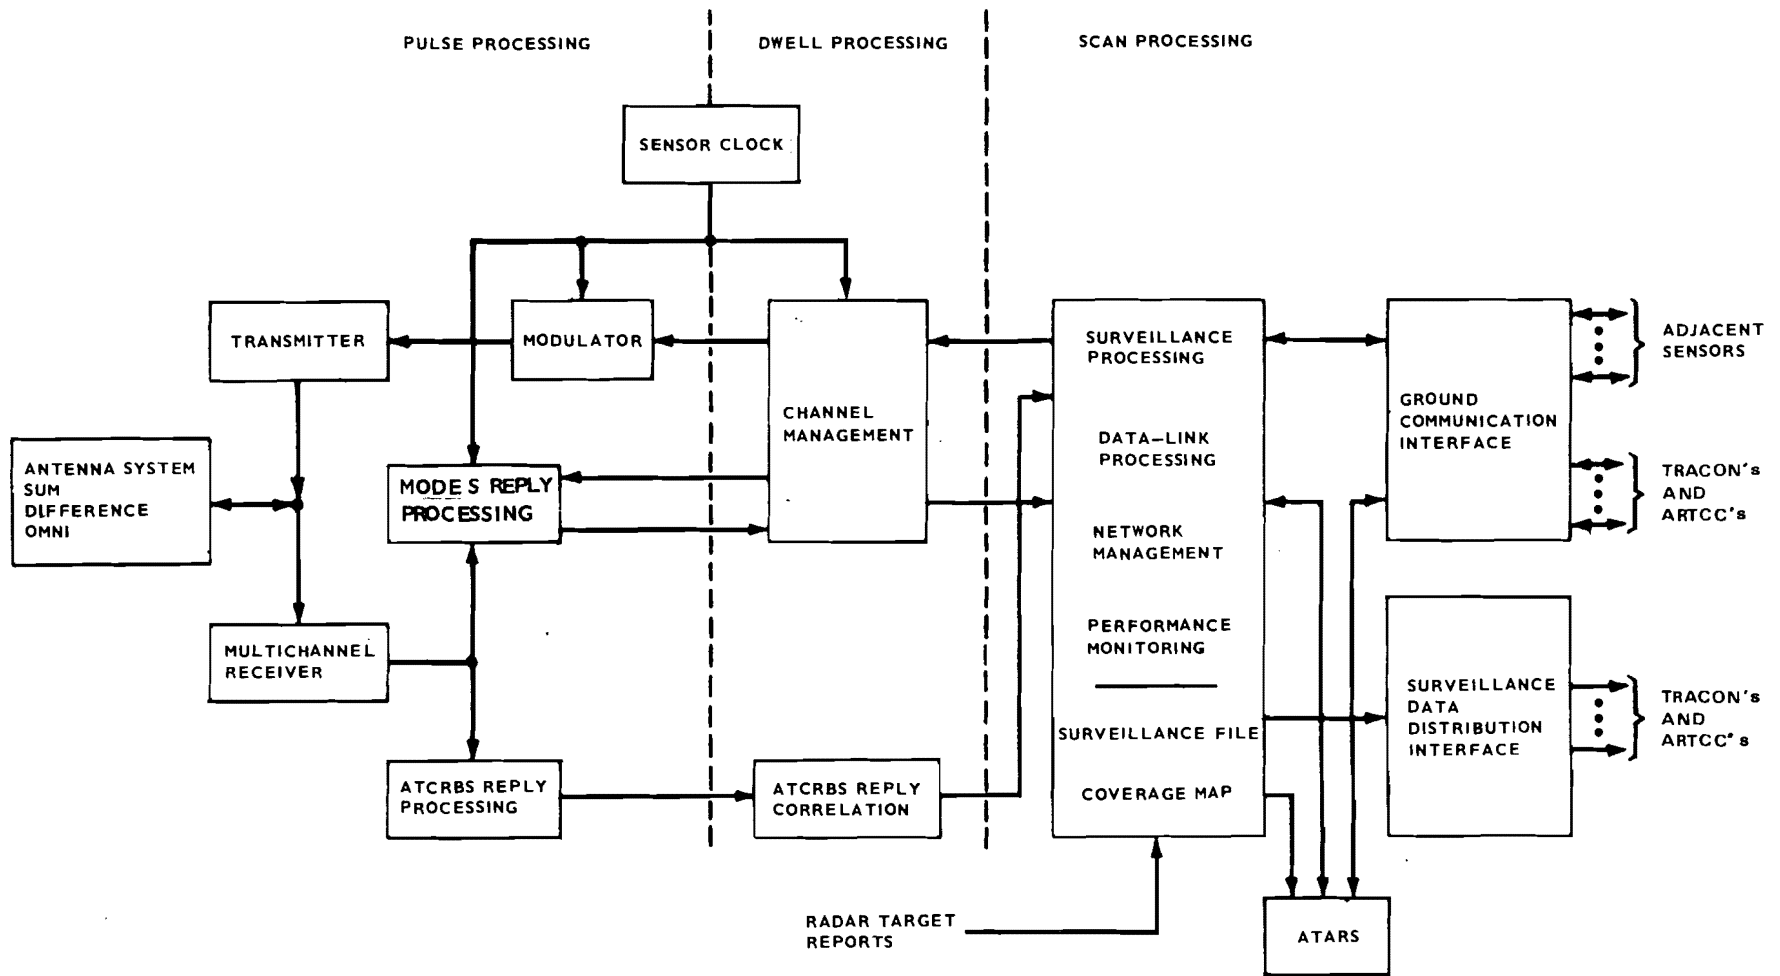 PULSE PROCESSING
DWELL PROCESSING
SCAN PROCESSING
SENSOR CLOCK
TRANSMITTER
MODULATOR
CHANNEL
MANAGEMENT
SURVEILLANCE
PROCESSING
DATA-LINK
PROCESSING
NETWORK
MANAGEMENT
PERFORMANCE
MONITORING
SURVEILLANCE FILE
COVERAGE MAP
GROUND
COMMUNICATION
INTERFACE
ADJACENT
SENSORS
TRACON's
AND
ARTCC's
ANTENNA SYSTEM
SUM
DIFFERENCE
OMNI
MODE S REPLY
PROCESSING
MULTICHANNEL
RECEIVER
SURVEILLANCE
DATA
DISTRIBUTION
INTERFACE
TRACON's
AND
ARTCC's
ATCRBS REPLY
PROCESSING
ATCRBS REPLY
CORRELATION
RADAR TARGET
REPORTS
ATARS